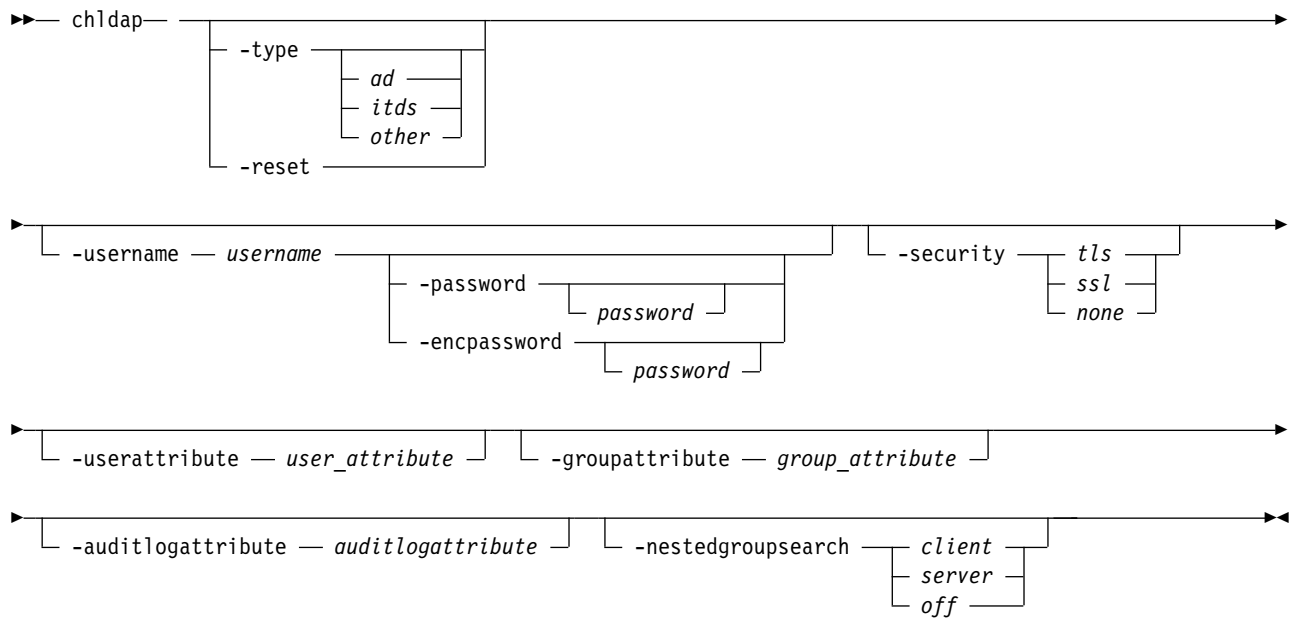 chldap
-type
ad
itds
other
-reset
-username username
-password
password
-encpassword
password
-security tls
ssl
none
-userattribute user_attribute
-groupattribute group_attribute
-auditlogattribute auditlogattribute
-nestedgroupsearch client
server
off